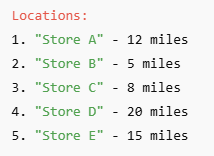 Locations:
1. "Store A" - 12 miles
2. "Store B" - 5 miles
3. "Store C" - 8 miles
4. "Store D" - 20 miles
5. "Store E" - 15 miles